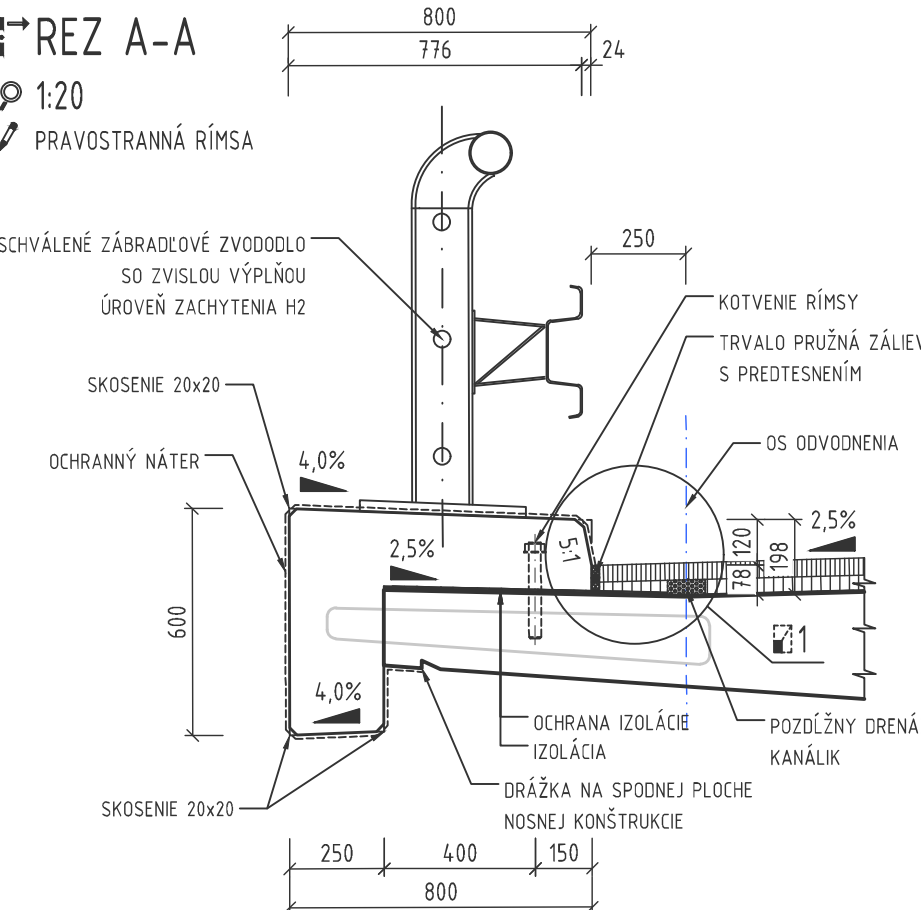 REZ A-A
1:20
PRAVOSTRANNÁ RÍMSA
800
776
24
SCHVÁLENÉ ZÁBRADĽOVÉ ZVODODLO
SO ZVISLOU VÝPLŇOU
ÚROVEŇ ZACHYTENIA H2
250
KOTVENIE RÍMSY
TRVALO PRUŽNÁ ZÁLIEV
S PREDTESNENÍM
SKOSENIE 20x20
OCHRANNÝ NÁTER
OS ODVODNENIA
4,0%
2,5%
5:1
120
78
198
2,5%
600
1
4,0%
OCHRANA IZOLÁCIE
IZOLÁCIA
POZDĹŽNY DRENÁ
KANÁLIK
SKOSENIE 20x20
DRÁŽKA NA SPODNEJ PLOCHE
NOSNEJ KONŠTRUKCIE
250
400
150
800